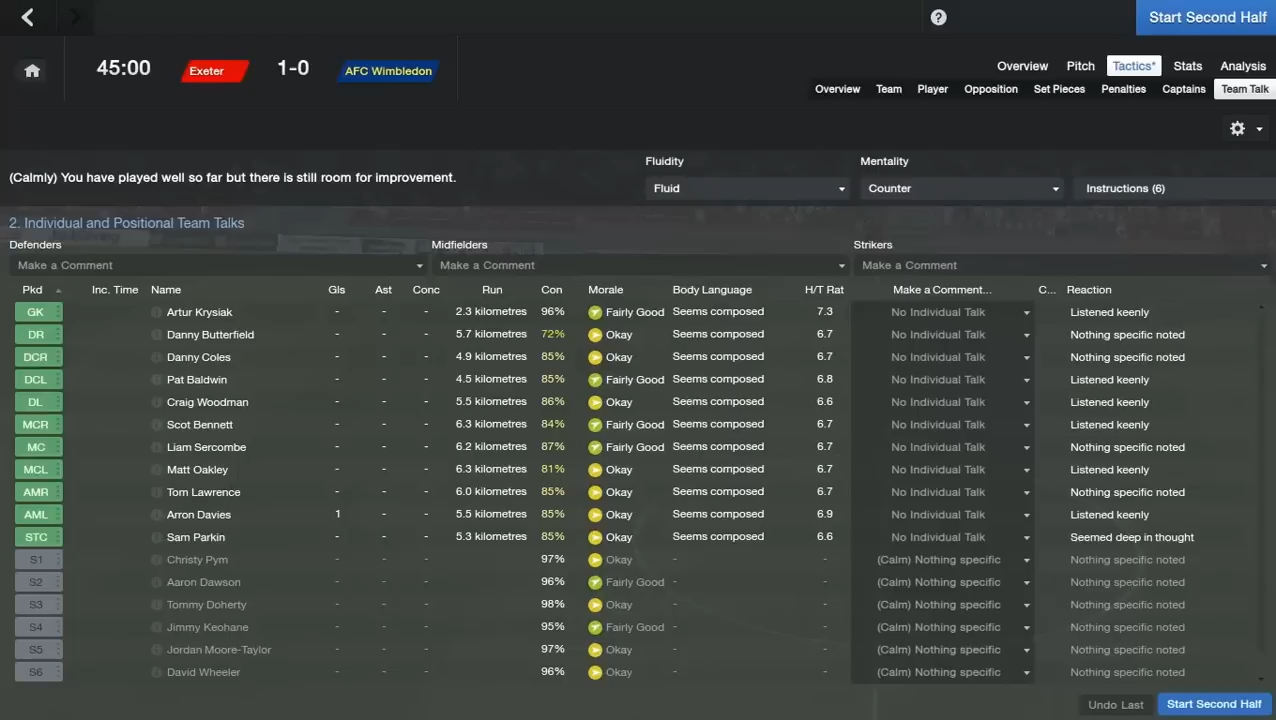 ? Start Second Half
45:00 Exeter 1-0 AFC Wimbledon
Overview Pitch Tactics* Stats Analysis
Overview Team Player Opposition Set Pieces Penalties Captains Team Talk
(Calmly) You have played well so far but there is still room for improvement.
Fluidity Mentality
Fluid Counter Instructions (6)
2. Individual and Positional Team Talks
Defenders Midfielders Strikers
Make a Comment Make a Comment Make a Comment
Pkd Inc. Time Name Gls Ast Conc Run Con Morale Body Language H/T Rat Make a Comment... C... Reaction
GK Artur Krysiak - - - 2.3 kilometres 96% Fairly Good Seems composed 7.3 No Individual Talk Listened keenly
DR Danny Butterfield - - - 5.7 kilometres 72% Okay Seems composed 6.7 No Individual Talk Nothing specific noted
DCR Danny Coles - - - 4.9 kilometres 85% Okay Seems composed 6.7 No Individual Talk Nothing specific noted
DCL Pat Baldwin - - - 4.5 kilometres 85% Fairly Good Seems composed 6.8 No Individual Talk Listened keenly
DL Craig Woodman - - - 5.5 kilometres 86% Okay Seems composed 6.6 No Individual Talk Listened keenly
MCR Scot Bennett - - - 6.3 kilometres 84% Fairly Good Seems composed 6.7 No Individual Talk Listened keenly
MC Liam Sercombe - - - 6.2 kilometres 87% Fairly Good Seems composed 6.7 No Individual Talk Nothing specific noted
MCL Matt Oakley - - - 6.3 kilometres 81% Okay Seems composed 6.7 No Individual Talk Listened keenly
AMR Tom Lawrence - - - 6.0 kilometres 85% Okay Seems composed 6.7 No Individual Talk Nothing specific noted
AML Arron Davies 1 - - 5.5 kilometres 85% Okay Seems composed 6.9 No Individual Talk Listened keenly
STC Sam Parkin - - - 5.3 kilometres 85% Okay Seems composed 6.6 No Individual Talk Seemed deep in thought
S1 Christy Pym - - - 97% Okay - - (Calm) Nothing specific Nothing specific noted
S2 Aaron Dawson - - - 96% Fairly Good - - (Calm) Nothing specific Nothing specific noted
S3 Tommy Doherty - - - 98% Okay - - (Calm) Nothing specific Nothing specific noted
S4 Jimmy Keohane - - - 95% Fairly Good - - (Calm) Nothing specific Nothing specific noted
S5 Jordan Moore-Taylor - - - 97% Okay - - (Calm) Nothing specific Nothing specific noted
S6 David Wheeler - - - 96% Okay - - (Calm) Nothing specific Nothing specific noted
Undo Last Start Second Half